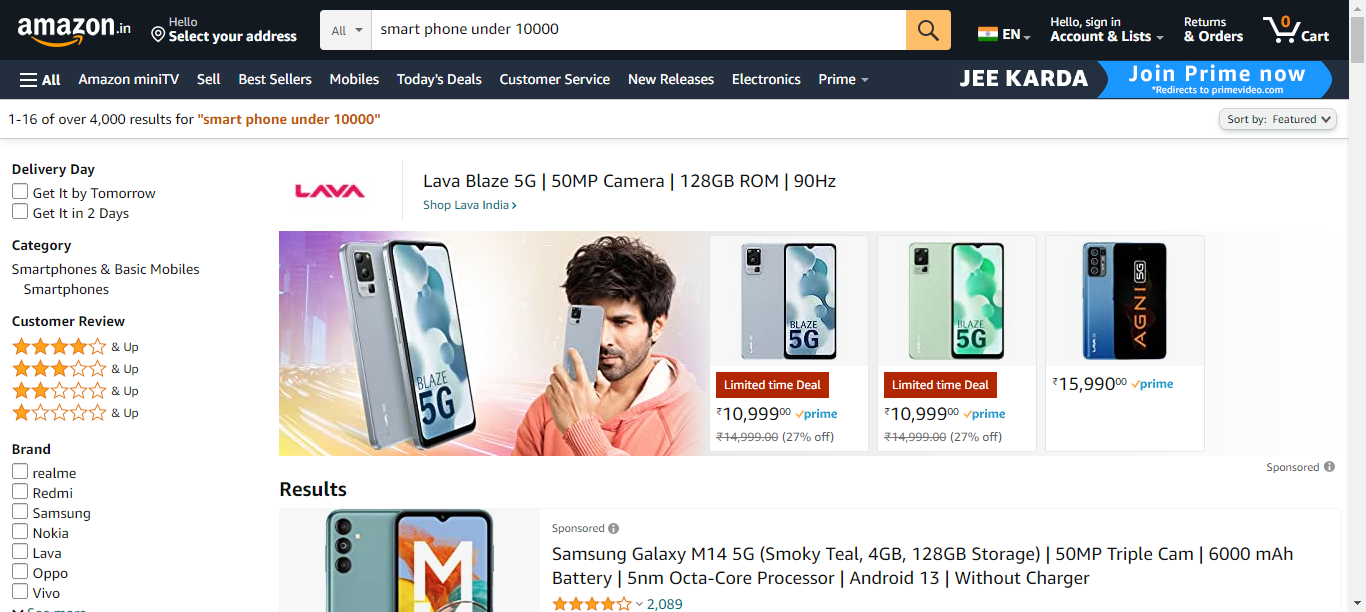 amazon.in
Hello
Select your address
All
smart phone under 10000
EN
Hello, sign in
Account & Lists
Returns
& Orders
0
Cart
All
Amazon miniTV
Sell
Best Sellers
Mobiles
Today's Deals
Customer Service
New Releases
Electronics
Prime
JEE KARDA
Join Prime now
*Redirects to primevideo.com
1-16 of over 4,000 results for "smart phone under 10000"
Sort by: Featured
Delivery Day
Get It by Tomorrow
Get It in 2 Days
Category
Smartphones & Basic Mobiles
Smartphones
Customer Review
& Up
& Up
& Up
& Up
Brand
realme
Redmi
Samsung
Nokia
Lava
Oppo
Vivo
LAVA
Lava Blaze 5G | 50MP Camera | 128GB ROM | 90Hz
Shop Lava India ›
BLAZE
5G
BLAZE
5G
Limited time Deal
₹10,99900 prime
₹14,999.00 (27% off)
BLAZE
5G
Limited time Deal
₹10,99900 prime
₹14,999.00 (27% off)
AGNI 5G
₹15,99000 prime
Sponsored
Results
M
Sponsored
Samsung Galaxy M14 5G (Smoky Teal, 4GB, 128GB Storage) | 50MP Triple Cam | 6000 mAh
Battery | 5nm Octa-Core Processor | Android 13 | Without Charger
2,089